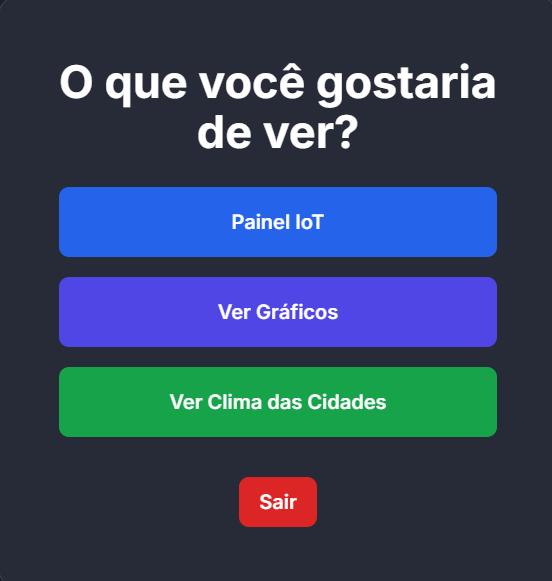 O que você gostaria
de ver?
Painel IoT
Ver Gráficos
Ver Clima das Cidades
Sair